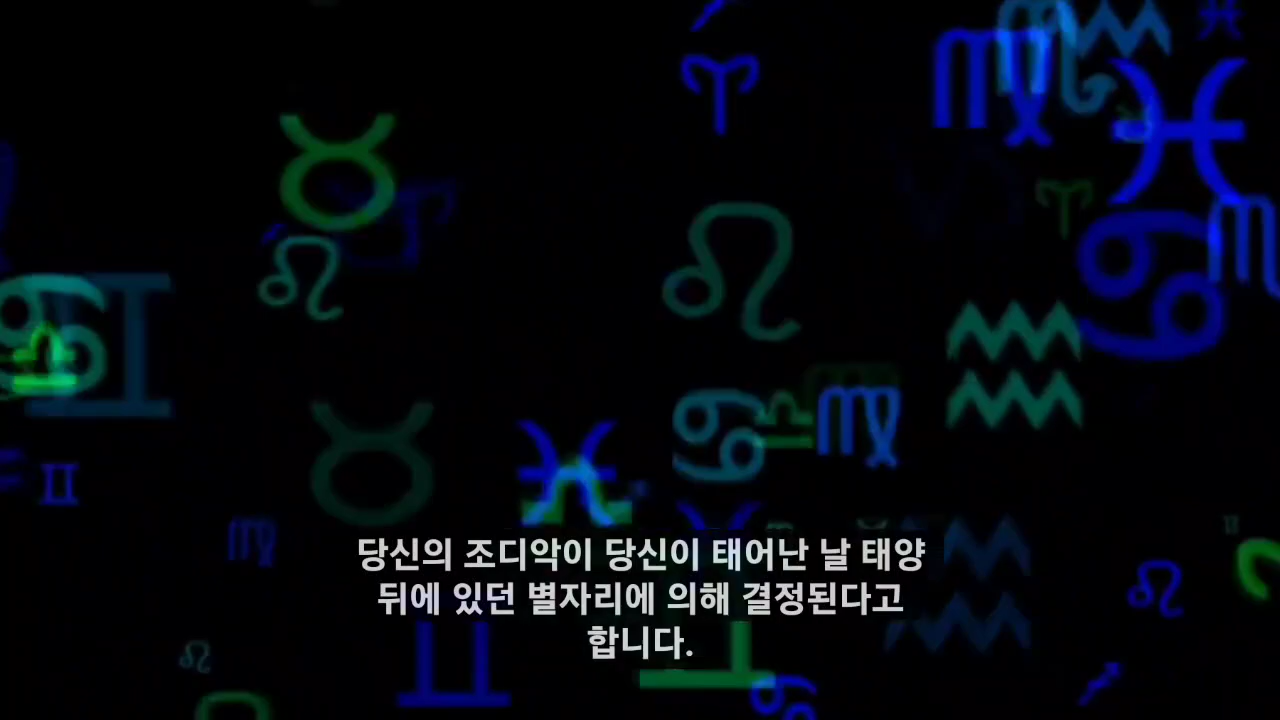 당신의 조디악이 당신이 태어난 날 태양
뒤에 있던 별자리에 의해 결정된다고
합니다.